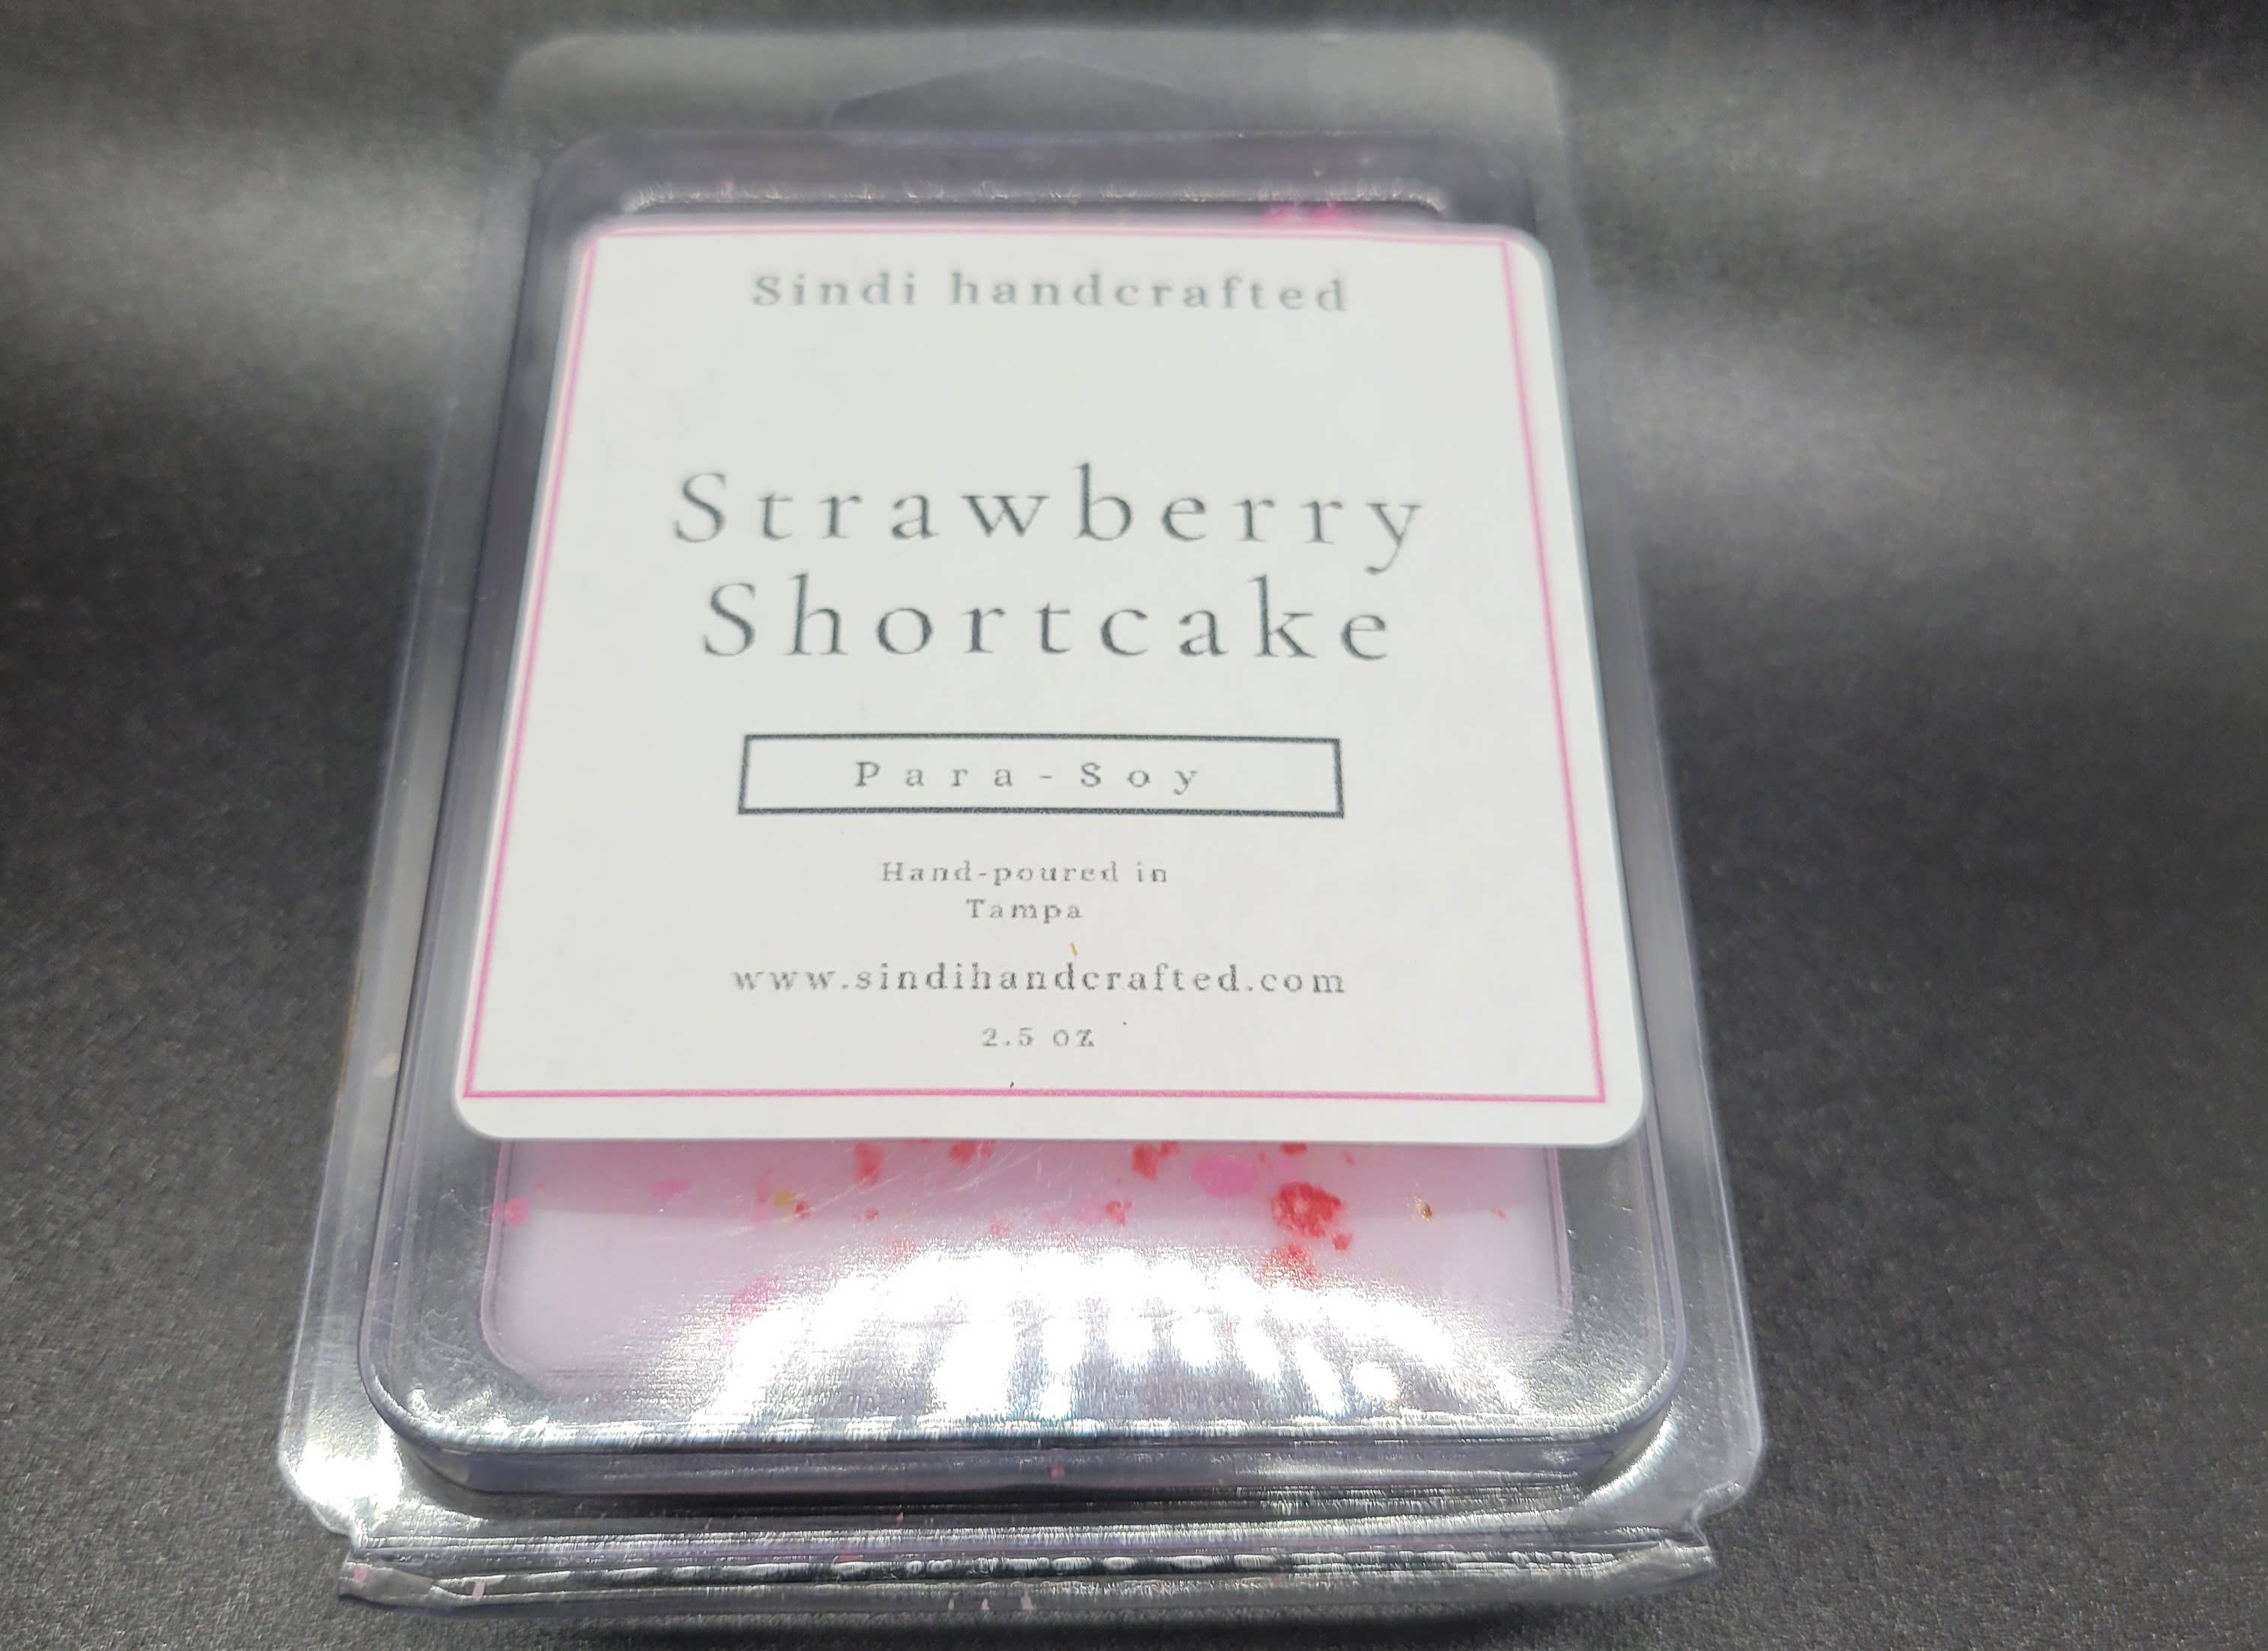 Sindi handcrafted
Strawberry
Shortcake
Para-Soy
Hand-poured in
Tampa
www.sindihandcrafted.com
2.5 oz